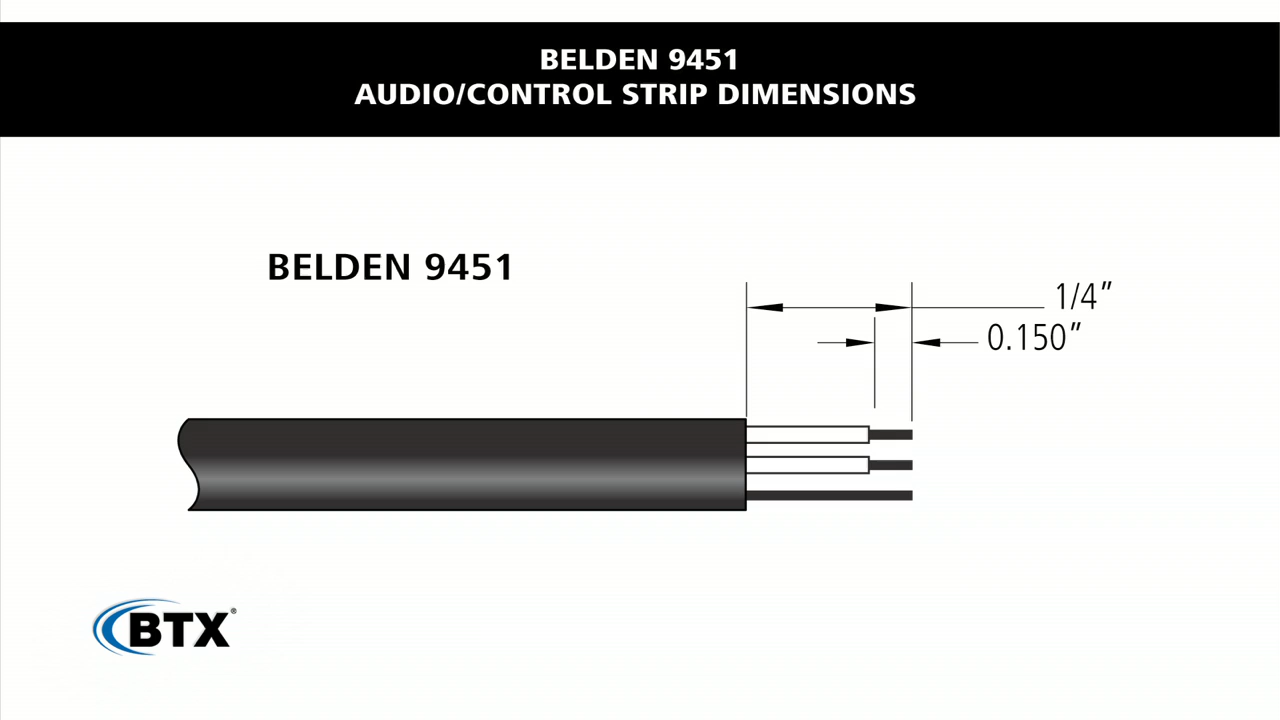 BELDEN 9451
AUDIO/CONTROL STRIP DIMENSIONS
BELDEN 9451
1/4”
0.150”
BTX®